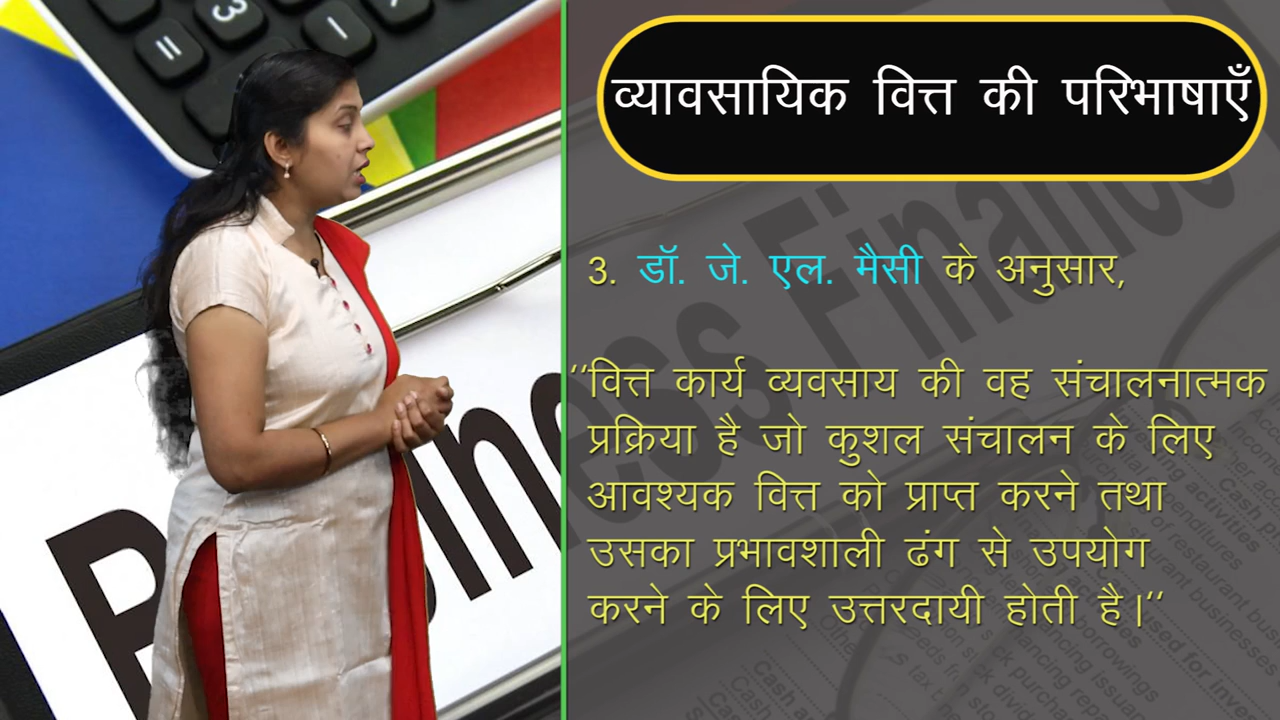 व्यावसायिक वित्त की परिभाषाएँ
3. डॉ. जे. एल. मैसी के अनुसार,
‘‘वित्त कार्य व्यवसाय की वह संचालनात्मक
प्रक्रिया है जो कुशल संचालन के लिए
आवश्यक वित्त को प्राप्त करने तथा
उसका प्रभावशाली ढंग से उपयोग
करने के लिए उत्तरदायी होती है।‘‘